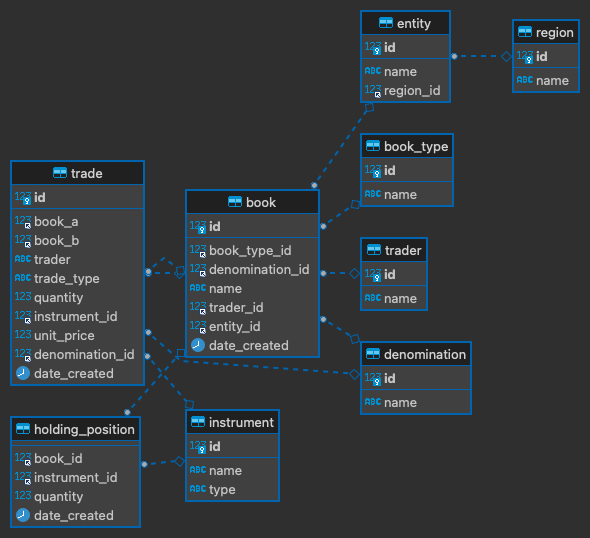 entity
123 id
ABC name
123 region_id
region
123 id
ABC name
book_type
123 id
ABC name
trade
123 id
123 book_a
123 book_b
ABC trader
ABC trade_type
123 quantity
123 instrument_id
123 unit_price
123 denomination_id
date_created
book
123 id
123 book_type_id
123 denomination_id
ABC name
123 trader_id
123 entity_id
date_created
trader
123 id
ABC name
denomination
123 id
ABC name
holding_position
123 book_id
123 instrument_id
123 quantity
date_created
instrument
123 id
ABC name
ABC type